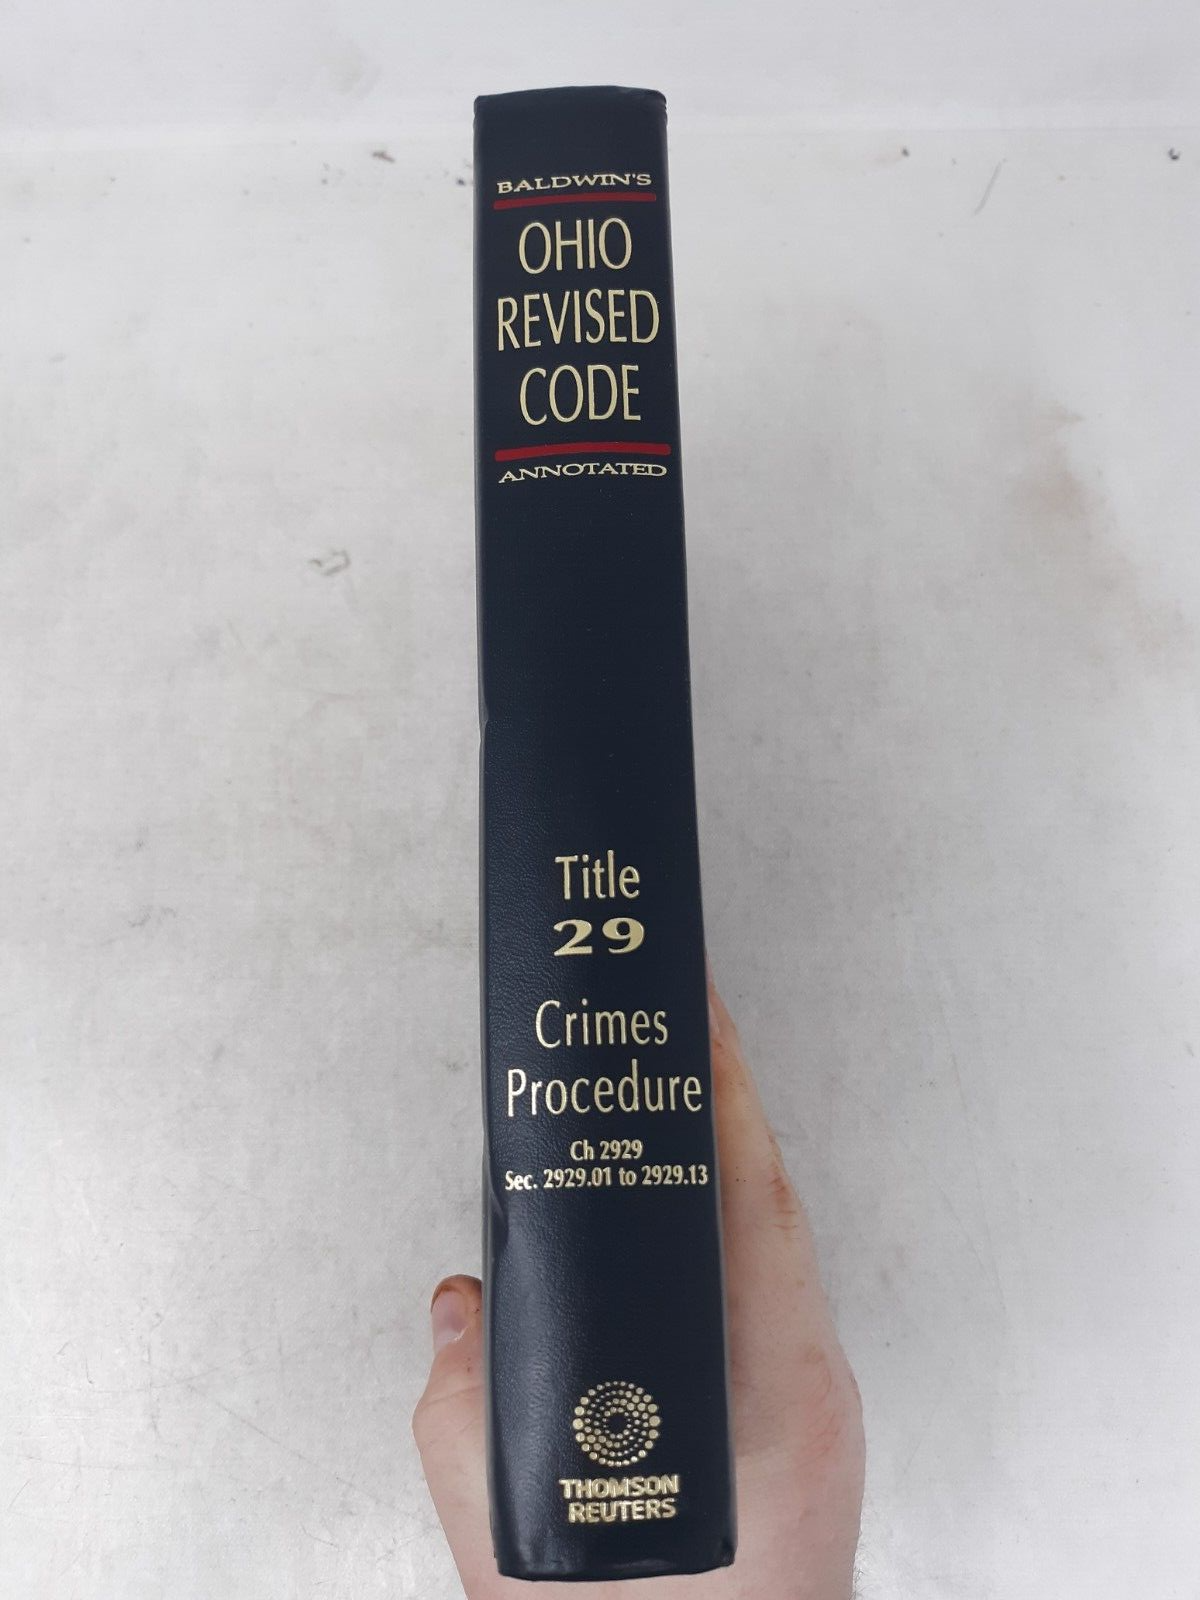 BALDWIN'S
OHIO
REVISED
CODE
ANNOTATED
Title
29
Crimes
Procedure
Ch 2929
Sec. 2929.01 to 2929.13
THOMSON
REUTERS